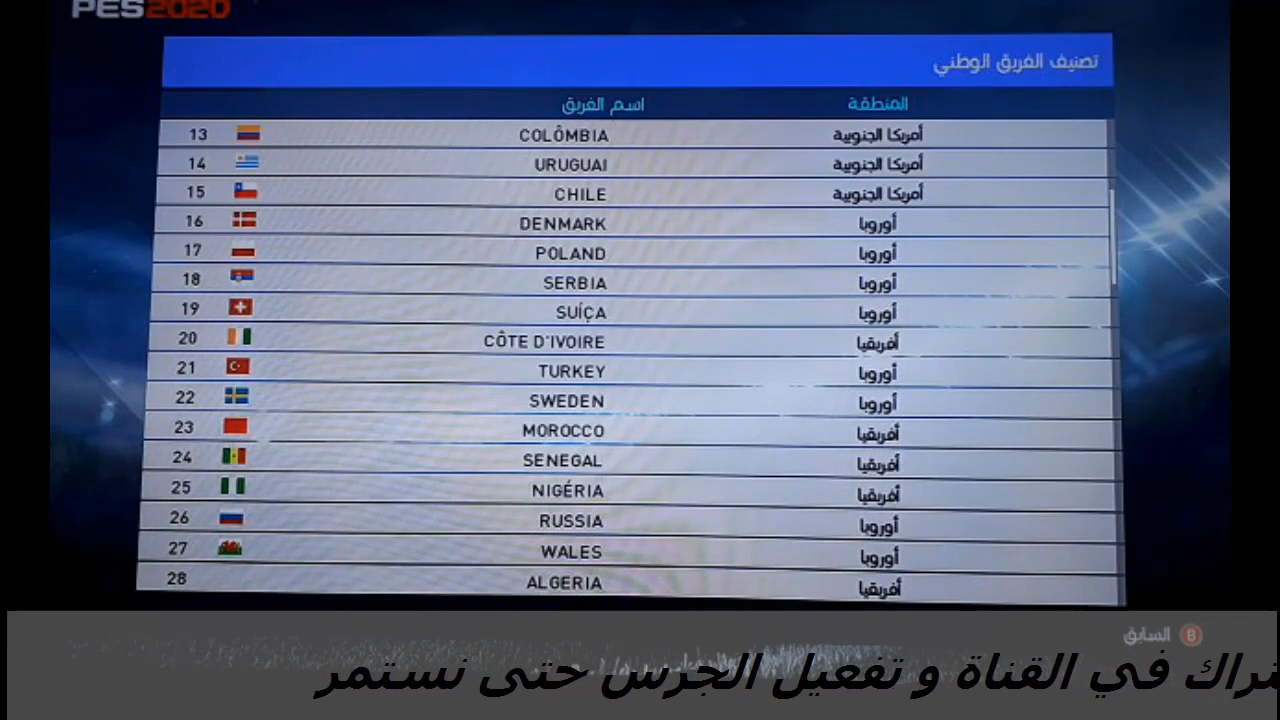 PES2020
تصنيف الفريق الوطني
المنطقة اسم الفريق
13 COLÔMBIA أمريكا الجنوبية
14 URUGUAI أمريكا الجنوبية
15 CHILE أمريكا الجنوبية
16 DENMARK أوروبا
17 POLAND أوروبا
18 SERBIA أوروبا
19 SUÍÇA أوروبا
20 CÔTE D'IVOIRE أفريقيا
21 TURKEY أوروبا
22 SWEDEN أوروبا
23 MOROCCO أفريقيا
24 SENEGAL أفريقيا
25 NIGÉRIA أفريقيا
26 RUSSIA أوروبا
27 WALES أوروبا
28 ALGERIA أفريقيا
B السابق
في القناة و تفعيل الجرس حتى نستمر